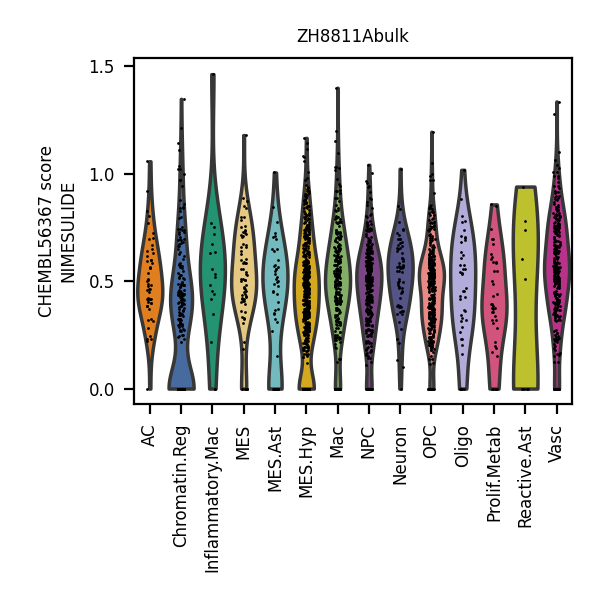 ZH8811Abulk
CHEMBL56367 score
NIMESULIDE
1.5
1.0
0.5
0.0
AC
Chromatin.Reg
Inflammatory.Mac
MES
MES.Ast
MES.Hyp
Mac
NPC
Neuron
OPC
Oligo
Prolif.Metab
Reactive.Ast
Vasc